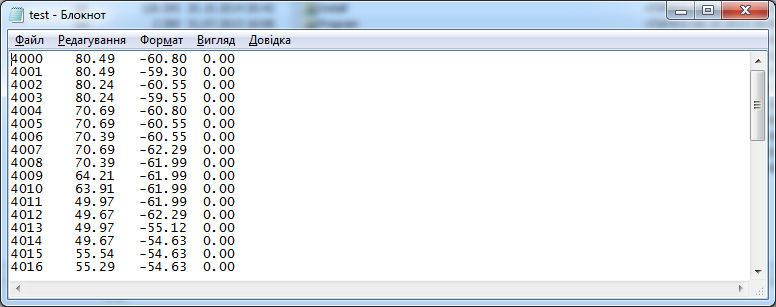 test - Блокнот
Файл Редагування Формат Вигляд Довідка
4000 80.49 -60.80 0.00
4001 80.49 -59.30 0.00
4002 80.24 -60.55 0.00
4003 80.24 -59.55 0.00
4004 70.69 -60.80 0.00
4005 70.69 -60.55 0.00
4006 70.39 -60.55 0.00
4007 70.69 -62.29 0.00
4008 70.39 -61.99 0.00
4009 64.21 -61.99 0.00
4010 63.91 -61.99 0.00
4011 49.97 -61.99 0.00
4012 49.67 -62.29 0.00
4013 49.97 -55.12 0.00
4014 49.67 -54.63 0.00
4015 55.54 -54.63 0.00
4016 55.29 -54.63 0.00